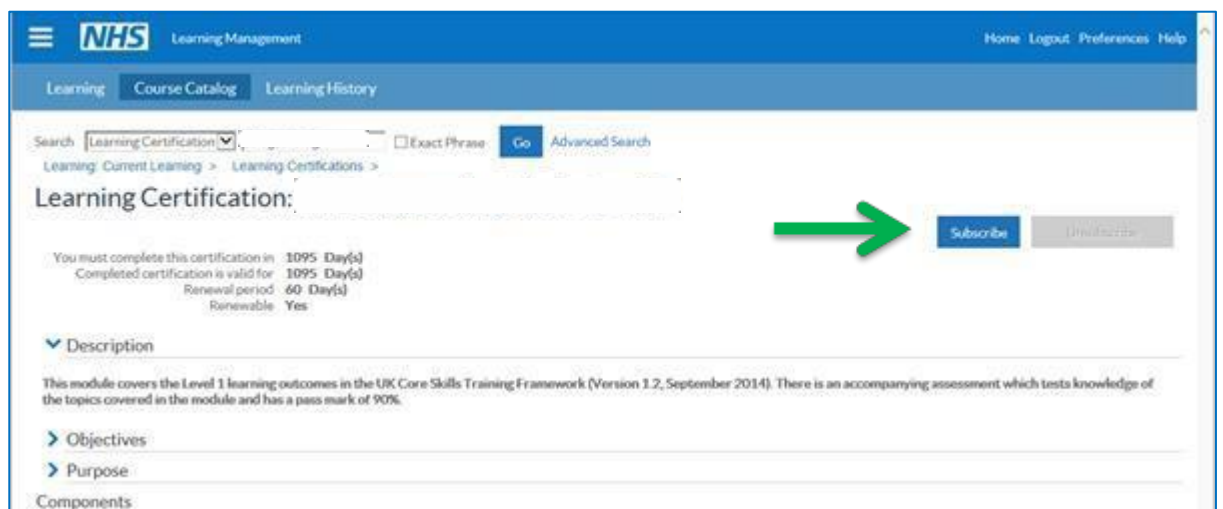 NHS Learning Management Home Logout Preferences Help
Learning Course Catalog Learning History
Search Learning Certification Exact Phrase Go Advanced Search
Learning: Current Learning > Learning Certifications >
Learning Certification:
Subscribe Unsubscribe
You must complete this certification in 1095 Day(s)
Completed certification is valid for 1095 Day(s)
Renewal period 60 Day(s)
Renewable Yes
Description
This module covers the Level 1 learning outcomes in the UK Core Skills Training Framework (Version 1.2, September 2014). There is an accompanying assessment which tests knowledge of
the topics covered in the module and has a pass mark of 90%.
Objectives
Purpose
Components